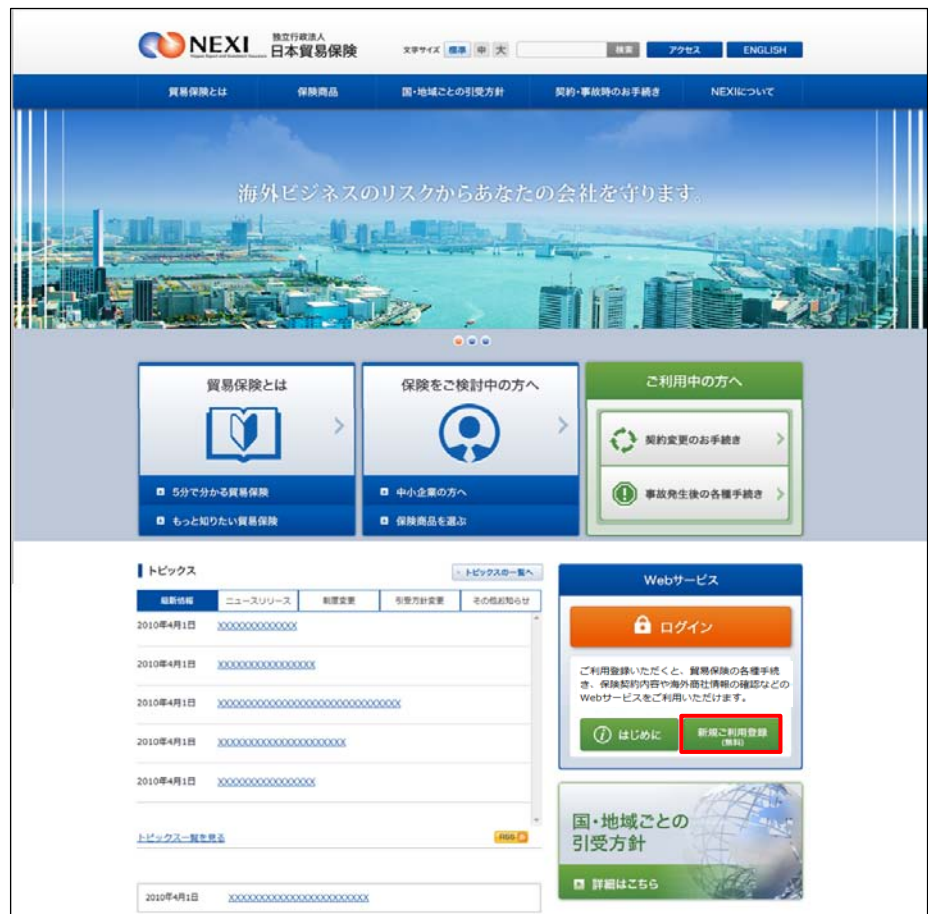 NEXI
独立行政法人
日本貿易保険
文字サイズ 標準 中 大 検索 アクセス ENGLISH
貿易保険とは 保険商品 国・地域ごとの引受方針 契約・事故時のお手続き NEXIについて
海外ビジネスのリスクからあなたの会社を守ります。
貿易保険とは
5分で分かる貿易保険
もっと知りたい貿易保険
保険をご検討中の方へ
中小企業の方へ
保険商品を選ぶ
ご利用中の方へ
契約変更のお手続き
事故発生後の各種手続き
トピックス トピックスの一覧へ
最新情報 ニュースリリース 制度変更 引受方針変更 その他お知らせ
2010年4月1日 XXXXXXXXXXXXX
2010年4月1日 XXXXXXXXXXXXXXXX
2010年4月1日 XXXXXXXXXXXXXXXXXXXXXXXXXXXXXX
2010年4月1日 XXXXXXXXXXXXXXXXXXXXX
2010年4月1日 XXXXXXXXXXXXXXXX
トピックス一覧を見る RSS
2010年4月1日 XXXXXXXXXXXXXXXXXXXXXXX
Webサービス
ログイン
ご利用登録いただくと、貿易保険の各種手続
き、保険契約内容や海外商社情報の確認などの
Webサービスをご利用いただけます。
はじめに
新規ご利用登録
(無料)
国・地域ごとの
引受方針
詳細はこちら